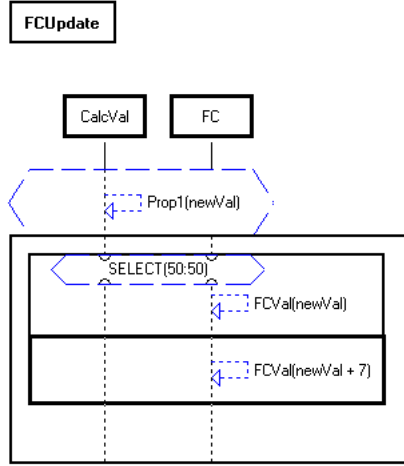 FCUpdate
CalcVal
FC
Prop1(newVal)
SELECT(50:50)
FCVal(newVal)
FCVal(newVal + 7)